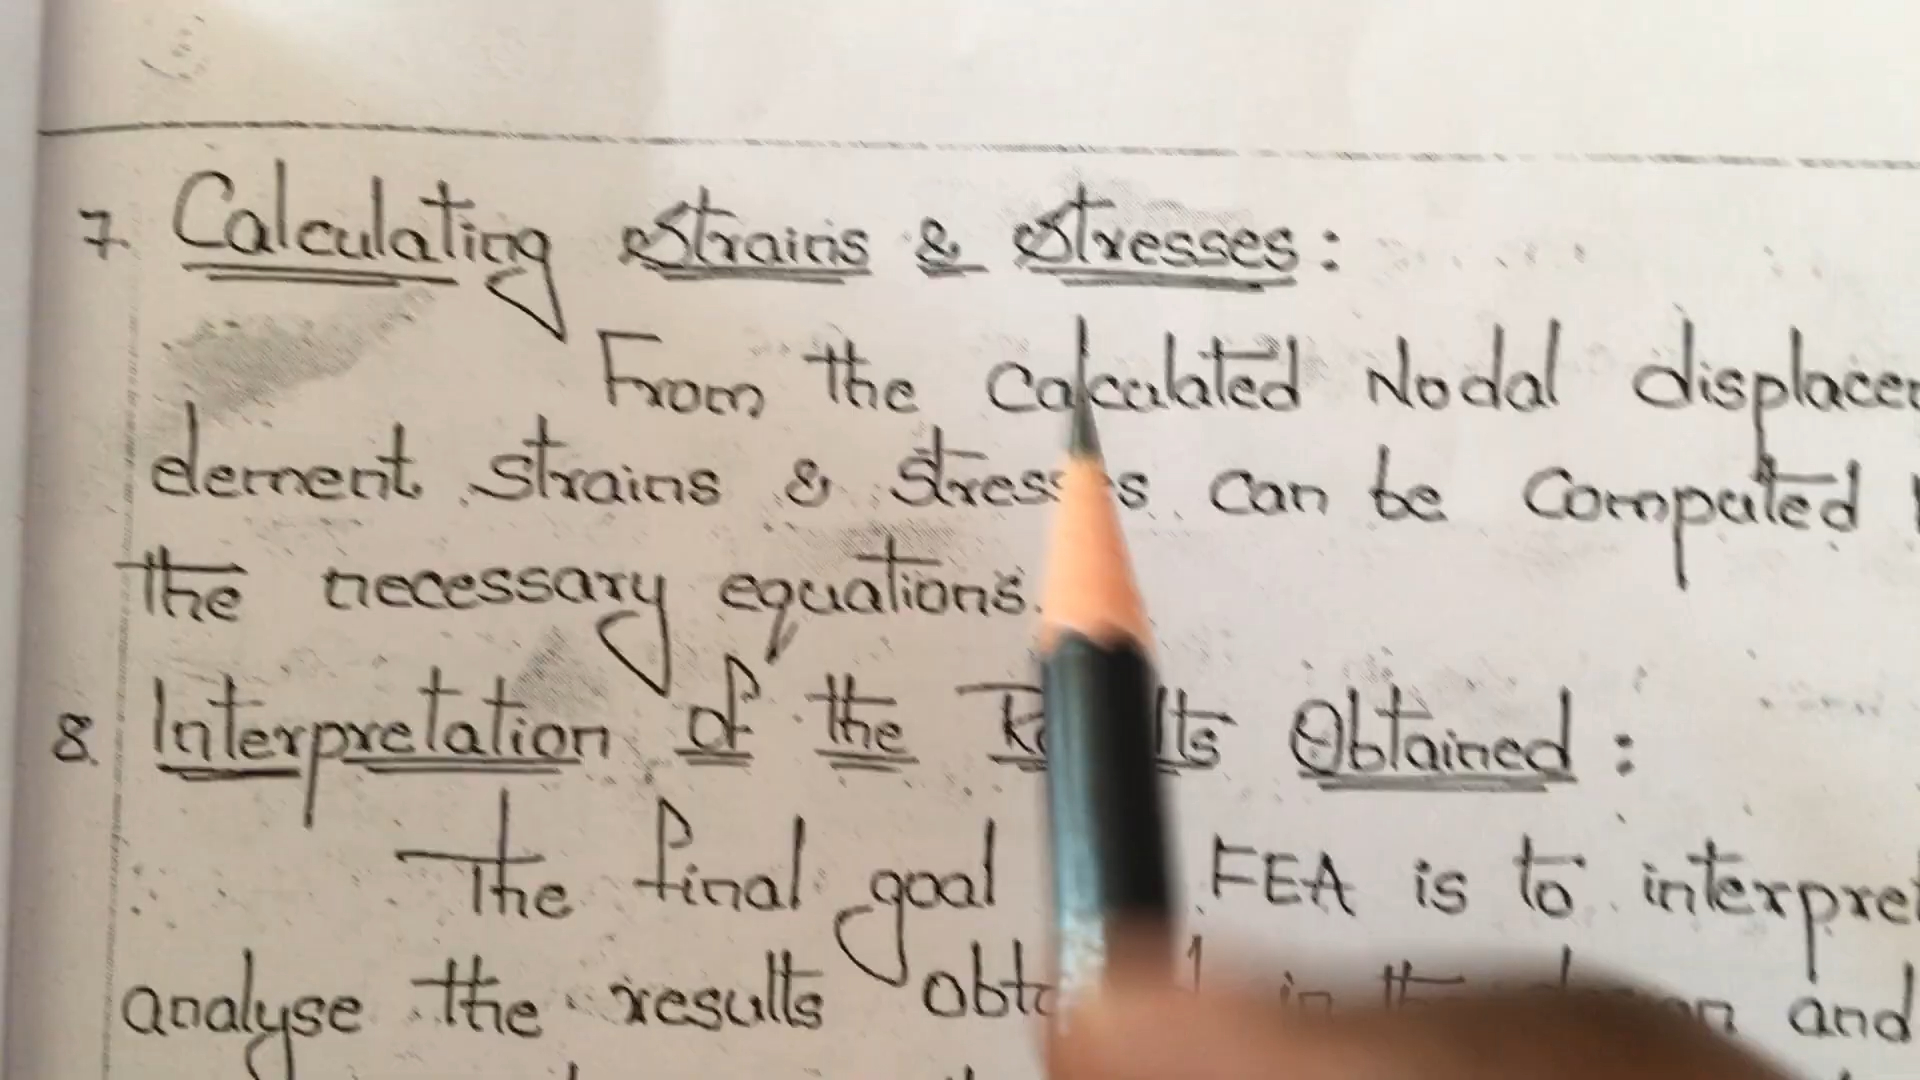 7. Calculating Strains & Stresses:
From the Calculated Nodal
element strains & stresses can be Computed
the necessary equations.
8. Interpretation of the Obtained :
The final goal FEA is to
analyse the results and